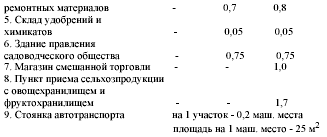 ремонтных материалов - 0,7 0,8
5. Склад удобрений и
химикатов - 0,05 0,05
6. Здание правления
садоводческого общества - 0,75 0,75
7. Магазин смешанной торговли - - 1,0
8. Пункт приема сельхозпродукции
с овощехранилищем и
фруктохранилищем - - 1,7
9. Стоянка автотранспорта на 1 участок - 0,2 маш. места
площадь на 1 маш. место - 25 м²